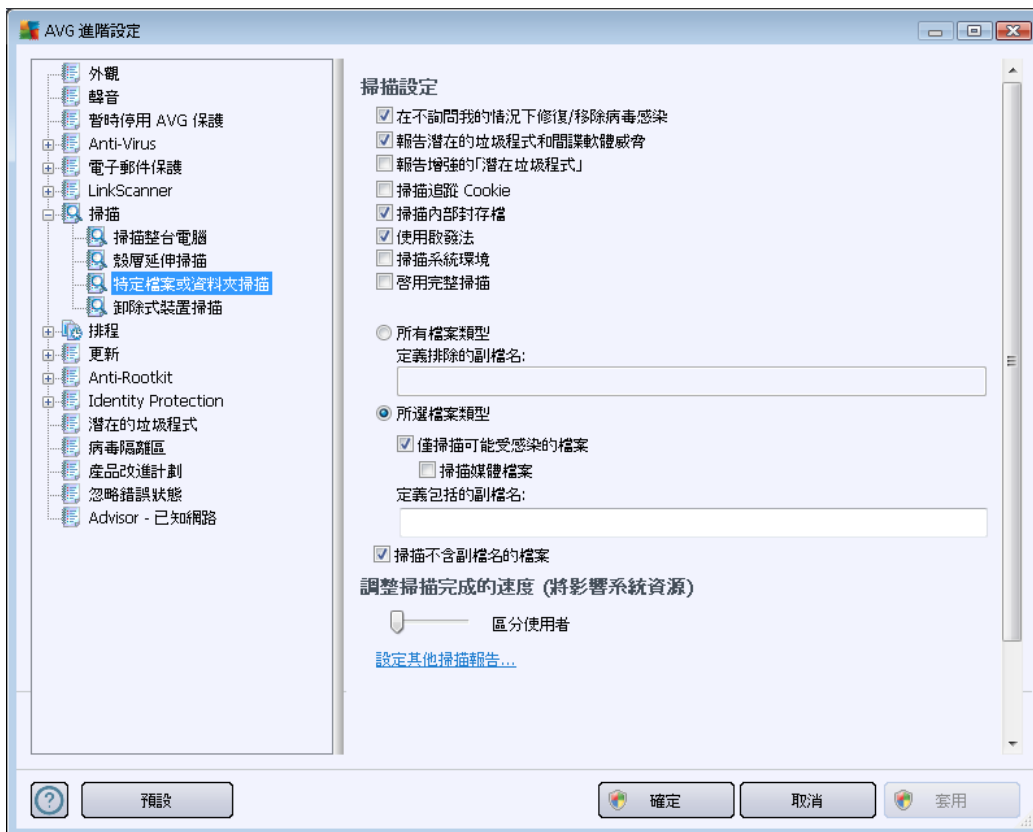 AVG 進階設定
外觀
聲音
暫時停用 AVG 保護
Anti-Virus
電子郵件保護
LinkScanner
掃描
掃描整台電腦
殼層延伸掃描
特定檔案或資料夾掃描
卸除式裝置掃描
排程
更新
Anti-Rootkit
Identity Protection
潛在的垃圾程式
病毒隔離區
產品改進計劃
忽略錯誤狀態
Advisor - 已知網路
掃描設定
在不詢問我的情況下修復/移除病毒感染
報告潛在的垃圾程式和間諜軟體威脅
報告增強的「潛在垃圾程式」
掃描追蹤 Cookie
掃描內部封存檔
使用啟發法
掃描系統環境
啓用完整掃描
所有檔案類型
定義排除的副檔名:
所選檔案類型
僅掃描可能受感染的檔案
掃描媒體檔案
定義包括的副檔名:
掃描不含副檔名的檔案
調整掃描完成的速度 (將影響系統資源)
區分使用者
設定其他掃描報告...
預設
確定
取消
套用